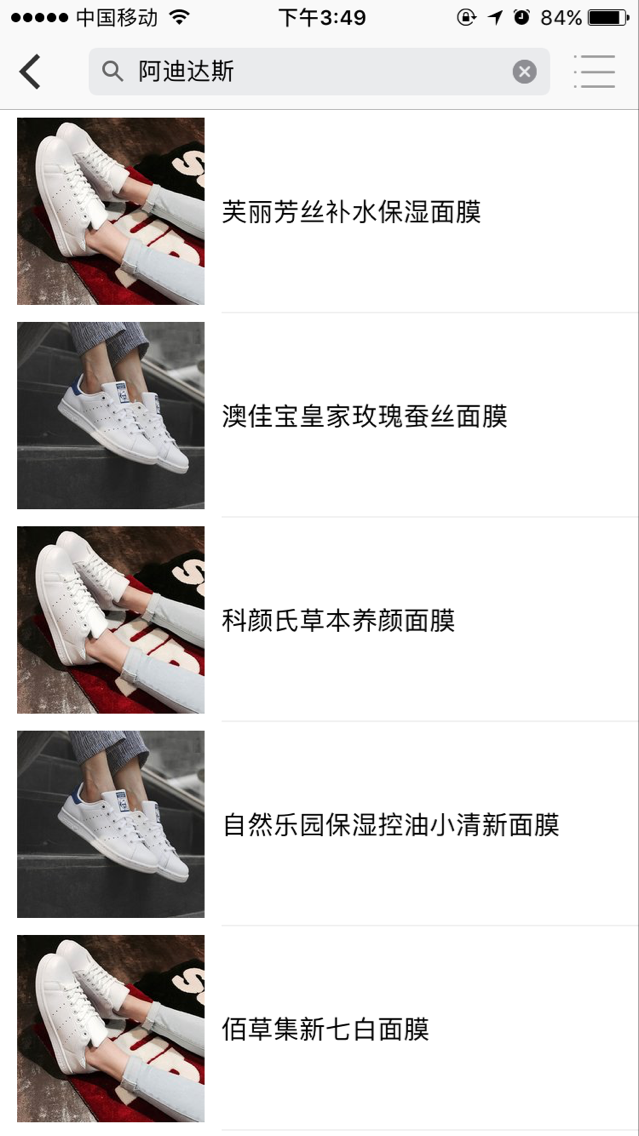 中国移动
下午3:49
84%
阿迪达斯
芙丽芳丝补水保湿面膜
澳佳宝皇家玫瑰蚕丝面膜
科颜氏草本养颜面膜
自然乐园保湿控油小清新面膜
佰草集新七白面膜